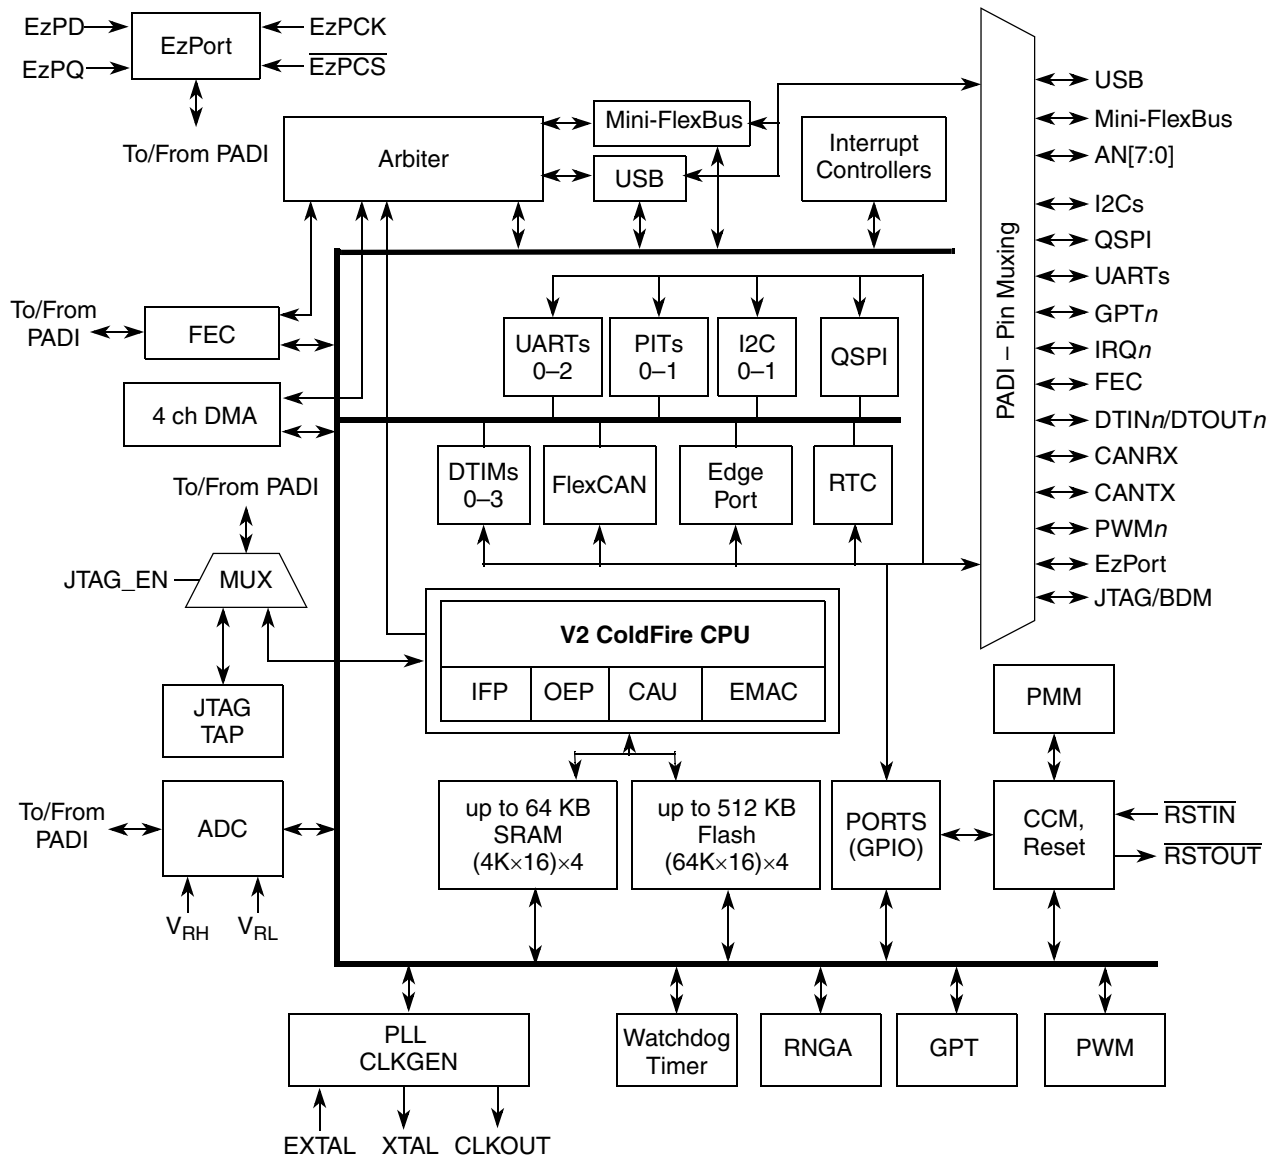 EzPD
EzPQ
EzPort
EzPCK
EzPCS
To/From PADI
Arbiter
Mini-FlexBus
USB
Interrupt
Controllers
PADI – Pin Muxing
USB
Mini-FlexBus
AN[7:0]
I2Cs
QSPI
UARTs
GPTn
IRQn
FEC
DTINn/DTOUTn
CANRX
CANTX
PWMn
EzPort
JTAG/BDM
To/From
PADI
FEC
4 ch DMA
UARTs
0–2
PITs
0–1
I2C
0–1
QSPI
DTIMs
0–3
FlexCAN
Edge
Port
RTC
To/From PADI
JTAG_EN
MUX
JTAG
TAP
V2 ColdFire CPU
IFP
OEP
CAU
EMAC
PMM
To/From
PADI
ADC
VRH
VRL
up to 64 KB
SRAM
(4K×16)×4
up to 512 KB
Flash
(64K×16)×4
PORTS
(GPIO)
CCM,
Reset
RSTIN
RSTOUT
PLL
CLKGEN
EXTAL
XTAL
CLKOUT
Watchdog
Timer
RNGA
GPT
PWM